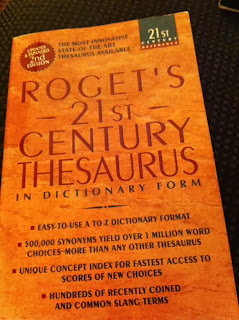 UPDATED
& EXPANDED
2nd
EDITION
THE MOST INNOVATIVE
STATE-OF-THE ART
THESAURUS AVAILABLE
21st
CENTURY
REFERENCE
ROGET'S
21ST
CENTURY
THESAURUS
IN DICTIONARY FORM
■ EASY-TO-USE A TO Z DICTIONARY FORMAT
■ 500,000 SYNONYMS YIELD OVER 1 MILLION WORD
CHOICES—MORE THAN ANY OTHER THESAURUS
■ UNIQUE CONCEPT INDEX FOR FASTEST ACCESS TO
SCORES OF NEW CHOICES
■ HUNDREDS OF RECENTLY COINED
AND COMMON SLANG TERMS